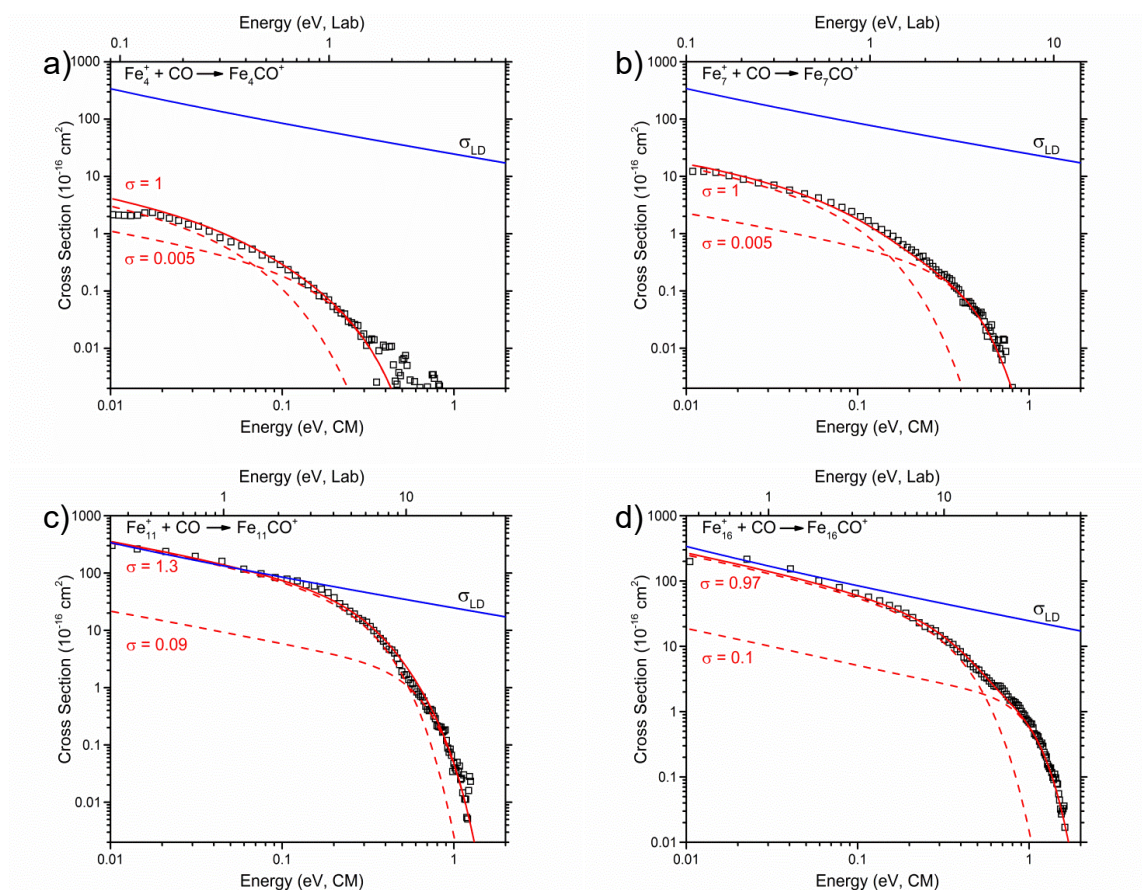 Energy (eV, Lab)
0.1 1
a)
Fe₄⁺ + CO → Fe₄CO⁺
1000
100
10
1
0.1
0.01
Cross Section (10⁻¹⁶ cm²)
σLD
σ = 1
σ = 0.005
0.01 0.1 1
Energy (eV, CM)
Energy (eV, Lab)
0.1 1 10
b)
Fe₇⁺ + CO → Fe₇CO⁺
1000
100
10
1
0.1
0.01
Cross Section (10⁻¹⁶ cm²)
σLD
σ = 1
σ = 0.005
0.01 0.1 1
Energy (eV, CM)
Energy (eV, Lab)
1 10
c)
Fe₁₁⁺ + CO → Fe₁₁CO⁺
1000
100
10
1
0.1
0.01
Cross Section (10⁻¹⁶ cm²)
σ = 1.3
σLD
σ = 0.09
0.01 0.1 1
Energy (eV, CM)
Energy (eV, Lab)
1 10
d)
Fe₁₆⁺ + CO → Fe₁₆CO⁺
1000
100
10
1
0.1
0.01
Cross Section (10⁻¹⁶ cm²)
σ = 0.97
σLD
σ = 0.1
0.01 0.1 1
Energy (eV, CM)